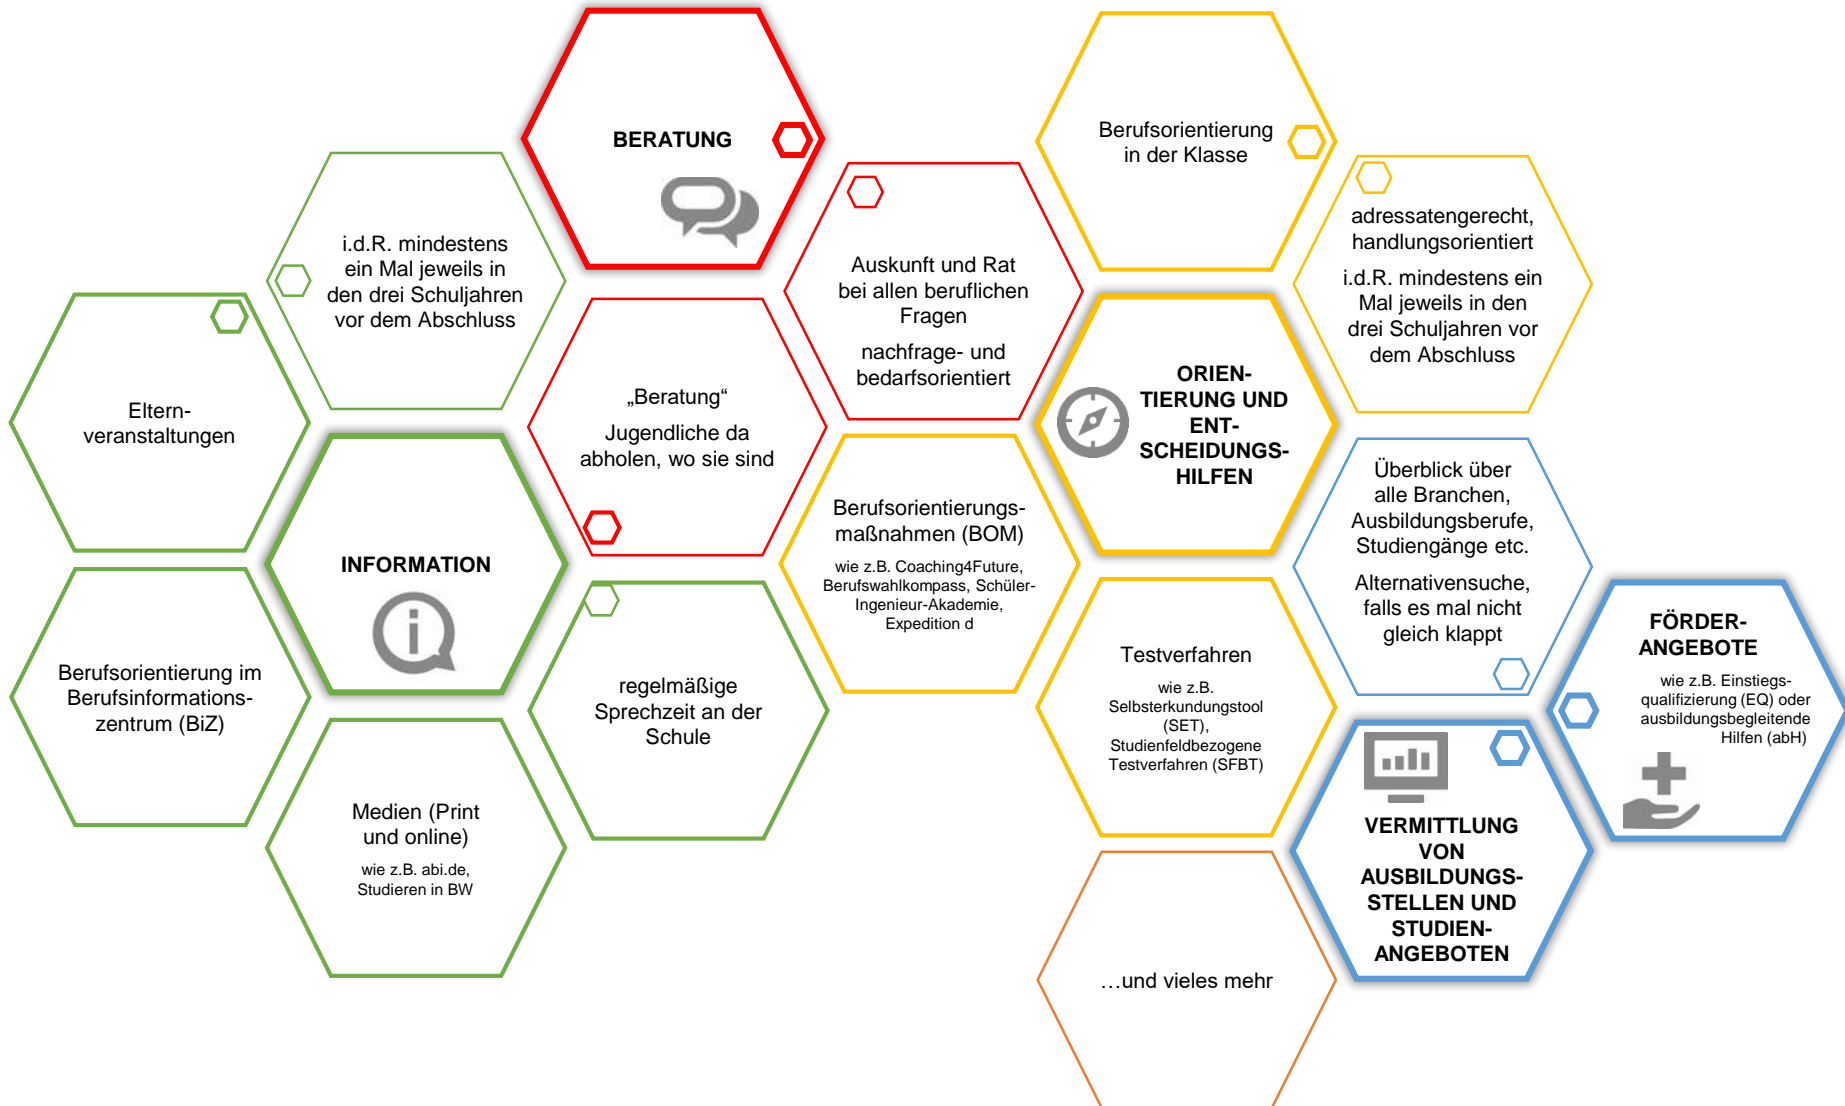 BERATUNG
Berufsorientierung
in der Klasse
i.d.R. mindestens
ein Mal jeweils in
den drei Schuljahren
vor dem Abschluss
Auskunft und Rat
bei allen beruflichen
Fragen
nachfrage- und
bedarfsorientiert
adressatengerecht,
handlungsorientiert
i.d.R. mindestens ein
Mal jeweils in den
drei Schuljahren vor
dem Abschluss
Eltern-
veranstaltungen
„Beratung“
Jugendliche da
abholen, wo sie sind
ORIEN-
TIERUNG UND
ENT-
SCHEIDUNGS-
HILFEN
INFORMATION
Berufsorientierungs-
maßnahmen (BOM)
wie z.B. Coaching4Future,
Berufswahlkompass, Schüler-
Ingenieur-Akademie,
Expedition d
Überblick über
alle Branchen,
Ausbildungsberufe,
Studiengänge etc.
Alternativensuche,
falls es mal nicht
gleich klappt
FÖRDER-
ANGEBOTE
wie z.B. Einstiegs-
qualifizierung (EQ) oder
ausbildungsbegleitende
Hilfen (abH)
Berufsorientierung im
Berufsinformations-
zentrum (BiZ)
regelmäßige
Sprechzeit an der
Schule
Testverfahren
wie z.B.
Selbsterkundungstool
(SET),
Studienfeldbezogene
Testverfahren (SFBT)
Medien (Print
und online)
wie z.B. abi.de,
Studieren in BW
VERMITTLUNG
VON
AUSBILDUNGS-
STELLEN UND
STUDIEN-
ANGEBOTEN
…und vieles mehr